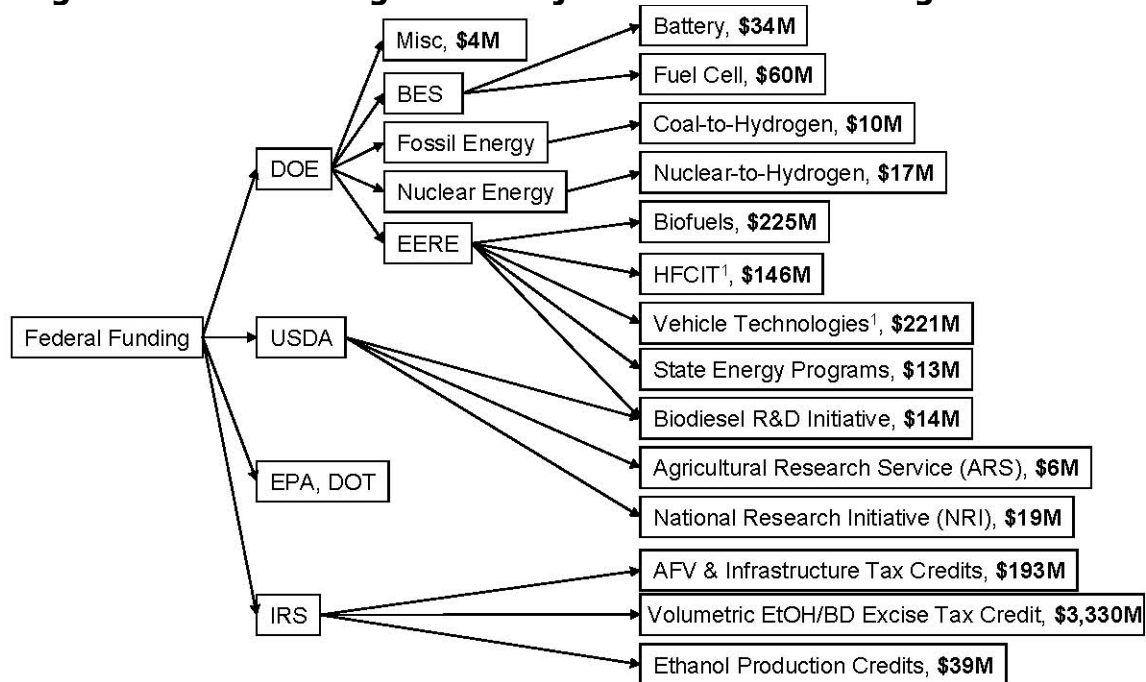 Misc, $4M
Battery, $34M
BES
Fuel Cell, $60M
Fossil Energy
Coal-to-Hydrogen, $10M
DOE
Nuclear Energy
Nuclear-to-Hydrogen, $17M
EERE
Biofuels, $225M
HFCIT¹, $146M
Vehicle Technologies¹, $221M
Federal Funding
USDA
State Energy Programs, $13M
Biodiesel R&D Initiative, $14M
Agricultural Research Service (ARS), $6M
EPA, DOT
National Research Initiative (NRI), $19M
AFV & Infrastructure Tax Credits, $193M
IRS
Volumetric EtOH/BD Excise Tax Credit, $3,330M
Ethanol Production Credits, $39M